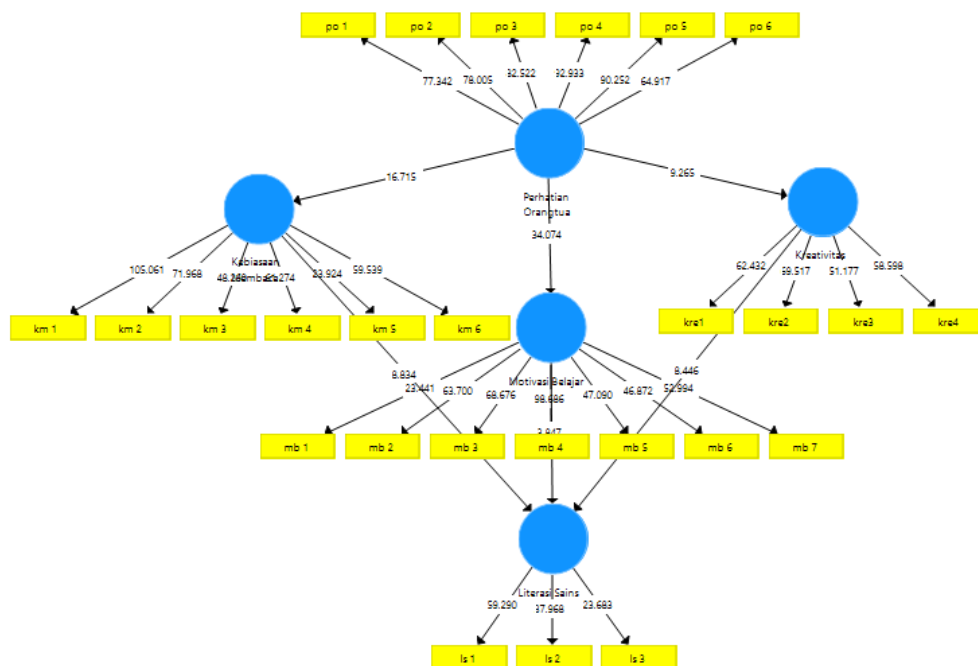 po 1
po 2
po 3
po 4
po 5
po 6
77.342
78.005
32.522
32.933
90.252
64.917
16.715
9.265
Perhatian
Orangtua
34.074
Kebiasaan
Membaca
Kreativitas
105.061
71.968
23.924
59.539
62.432
59.517
51.177
58.598
km 1
km 2
km 3
km 4
km 5
km 6
kre1
kre2
kre3
kre4
8.834
8.446
Motivasi Belajar
23.441
63.700
68.676
98.686
47.090
46.872
52.994
3.847
mb 1
mb 2
mb 3
mb 4
mb 5
mb 6
mb 7
Literasi Sains
59.290
37.968
23.683
ls 1
ls 2
ls 3